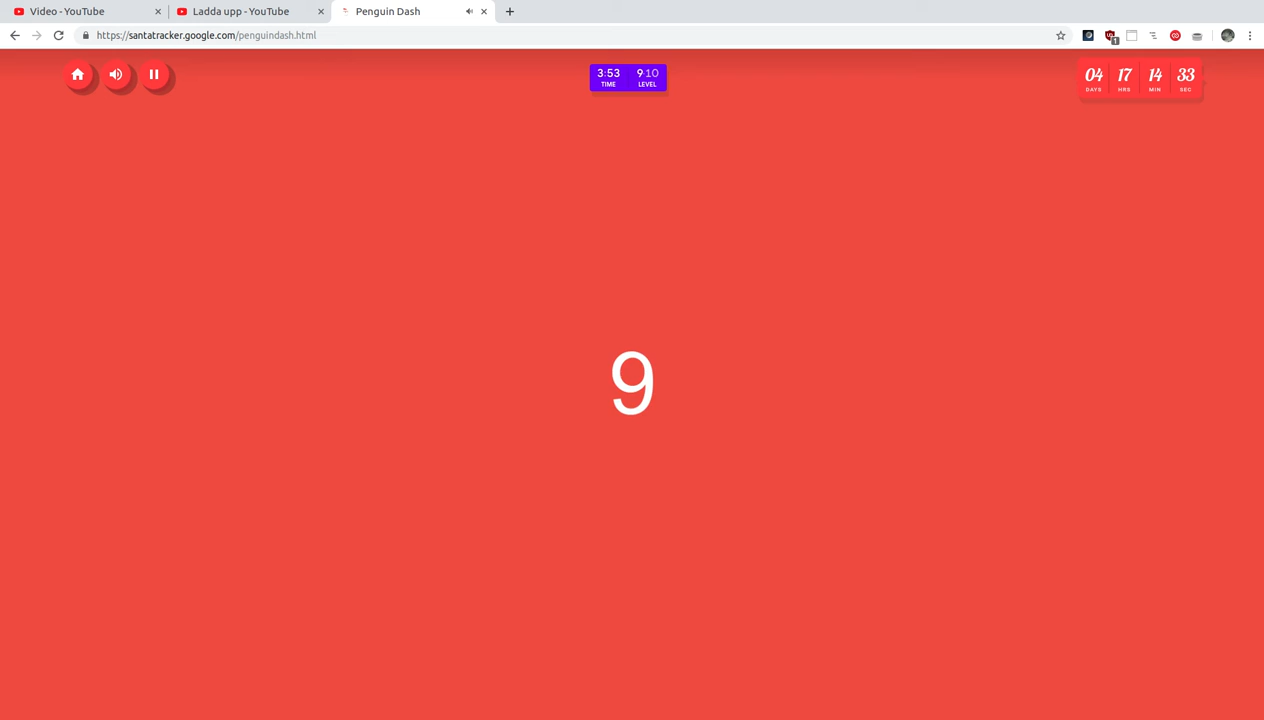 Video - YouTube
Ladda upp - YouTube
Penguin Dash
https://santatracker.google.com/penguindash.html
1
3:53 9·10
TIME LEVEL
04 17 14 33
DAYS HRS MIN SEC
9